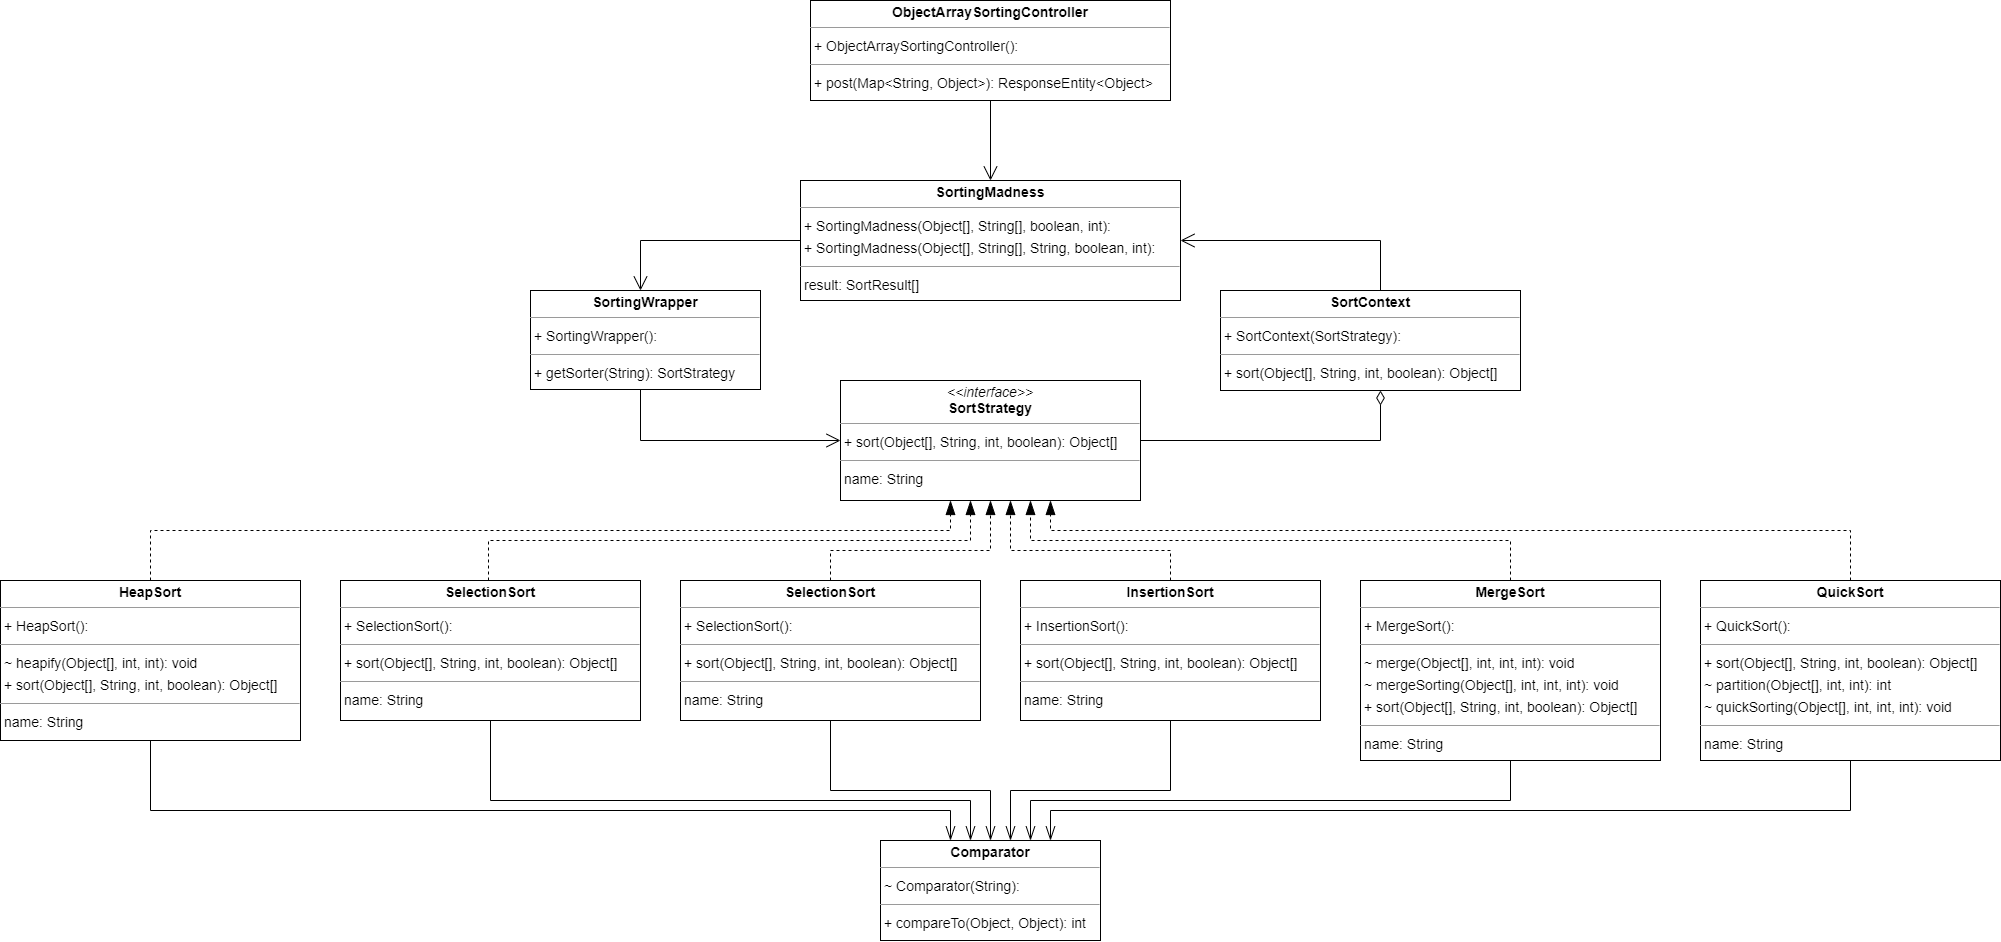 ObjectArraySortingController
+ ObjectArraySortingController():
+ post(Map<String, Object>): ResponseEntity<Object>
SortingMadness
+ SortingMadness(Object[], String[], boolean, int):
+ SortingMadness(Object[], String[], String, boolean, int):
result: SortResult[]
SortingWrapper
+ SortingWrapper():
+ getSorter(String): SortStrategy
SortContext
+ SortContext(SortStrategy):
+ sort(Object[], String, int, boolean): Object[]
<<interface>>
SortStrategy
+ sort(Object[], String, int, boolean): Object[]
name: String
HeapSort
+ HeapSort():
~ heapify(Object[], int, int): void
+ sort(Object[], String, int, boolean): Object[]
name: String
SelectionSort
+ SelectionSort():
+ sort(Object[], String, int, boolean): Object[]
name: String
SelectionSort
+ SelectionSort():
+ sort(Object[], String, int, boolean): Object[]
name: String
InsertionSort
+ InsertionSort():
+ sort(Object[], String, int, boolean): Object[]
name: String
MergeSort
+ MergeSort():
~ merge(Object[], int, int, int): void
~ mergeSorting(Object[], int, int, int): void
+ sort(Object[], String, int, boolean): Object[]
name: String
QuickSort
+ QuickSort():
+ sort(Object[], String, int, boolean): Object[]
~ partition(Object[], int, int): int
~ quickSorting(Object[], int, int, int): void
name: String
Comparator
~ Comparator(String):
+ compareTo(Object, Object): int